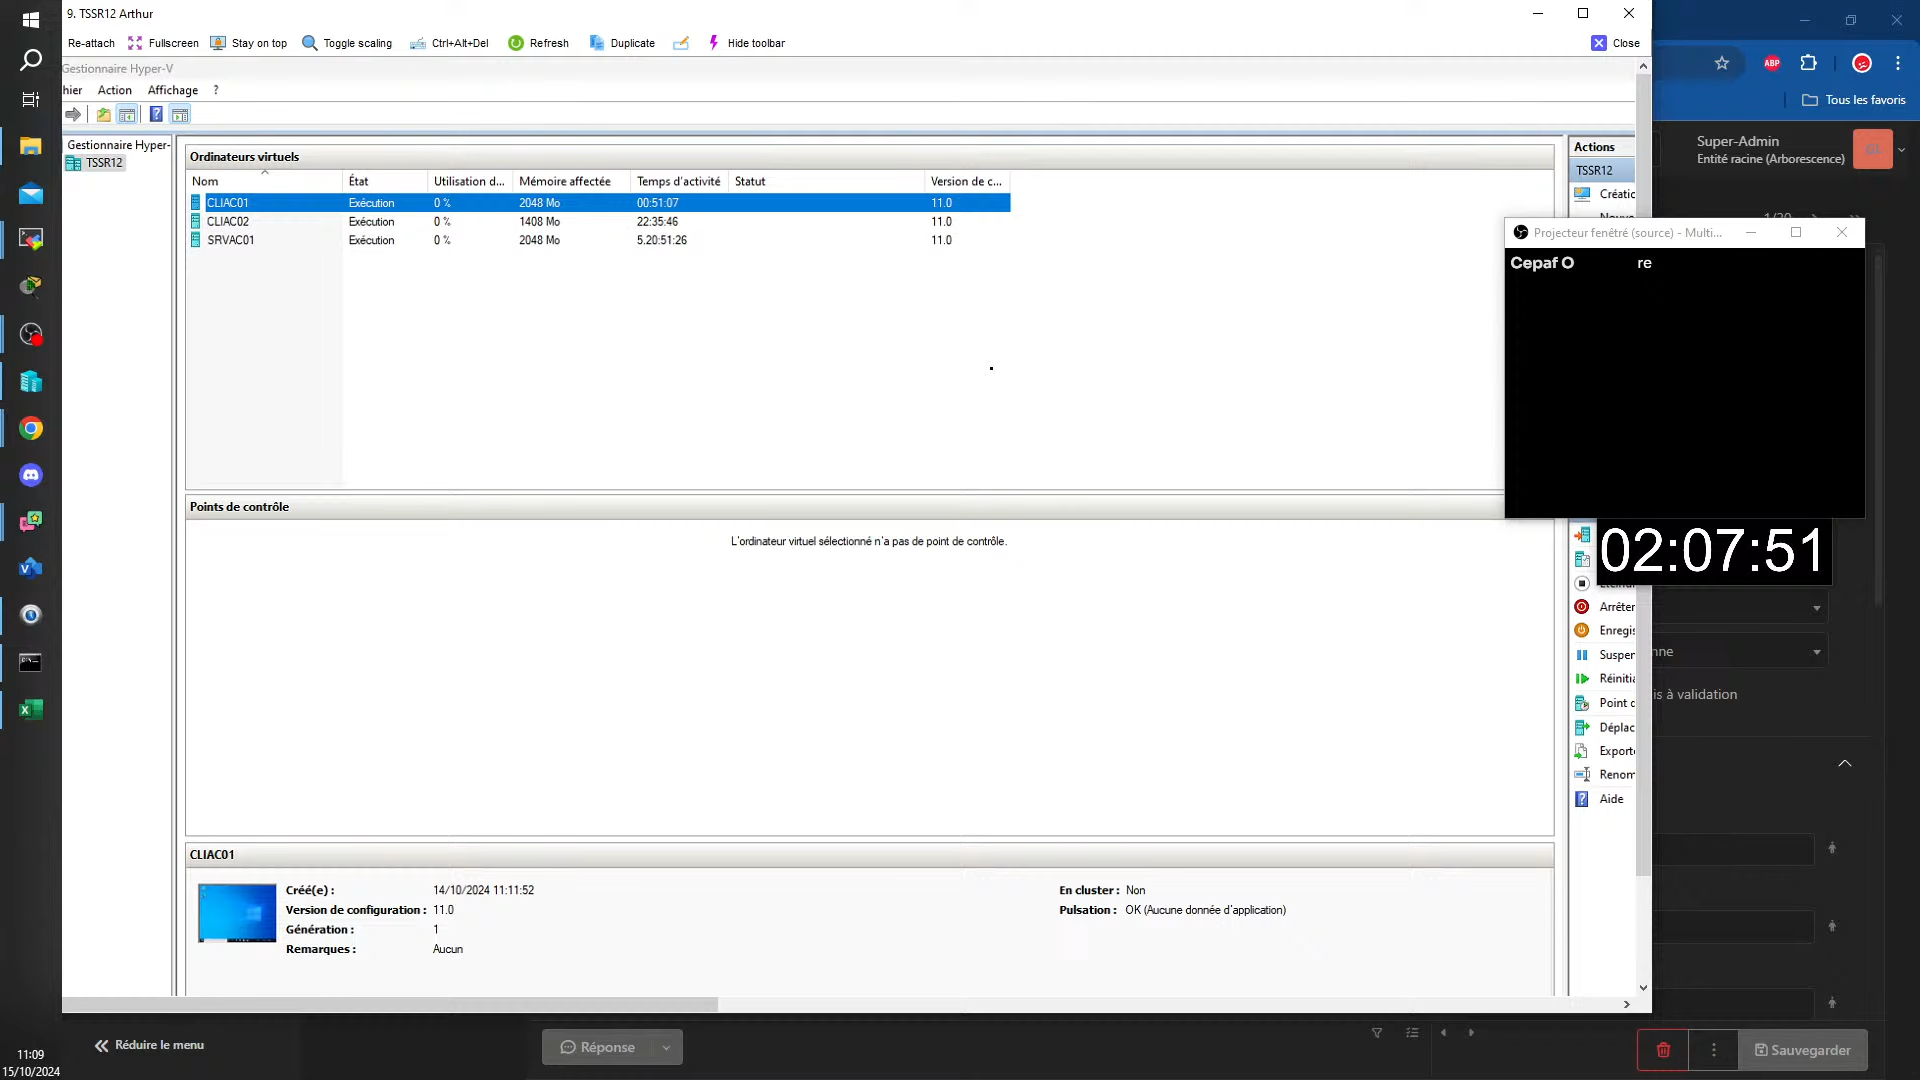 9. TSSR12 Arthur
Re-attach Fullscreen Stay on top Toggle scaling Ctrl+Alt+Del Refresh Duplicate Hide toolbar Close
Gestionnaire Hyper-V
hier Action Affichage ?
ABP
Tous les favoris
Gestionnaire Hyper-
TSSR12
Ordinateurs virtuels
Nom État Utilisation d... Mémoire affectée Temps d'activité Statut Version de c...
CLIAC01 Exécution 0 % 2048 Mo 00:51:07 11.0
CLIAC02 Exécution 0 % 1408 Mo 22:35:46 11.0
SRVAC01 Exécution 0 % 2048 Mo 5.20:51:26 11.0
Actions
TSSR12
Créatio
Super-Admin
Entité racine (Arborescence)
Projecteur fenêtré (source) - Multi...
Cepaf O re
02:07:51
Points de contrôle
L'ordinateur virtuel sélectionné n'a pas de point de contrôle.
Arrêter
Enregis
Suspen
Réinitia
Point d
Déplac
Exporte
Renom
Aide
nne
is à validation
CLIAC01
Créé(e) : 14/10/2024 11:11:52
Version de configuration : 11.0
Génération : 1
Remarques : Aucun
En cluster : Non
Pulsation : OK (Aucune donnée d'application)
Réduire le menu
Réponse
Sauvegarder
11:09
15/10/2024